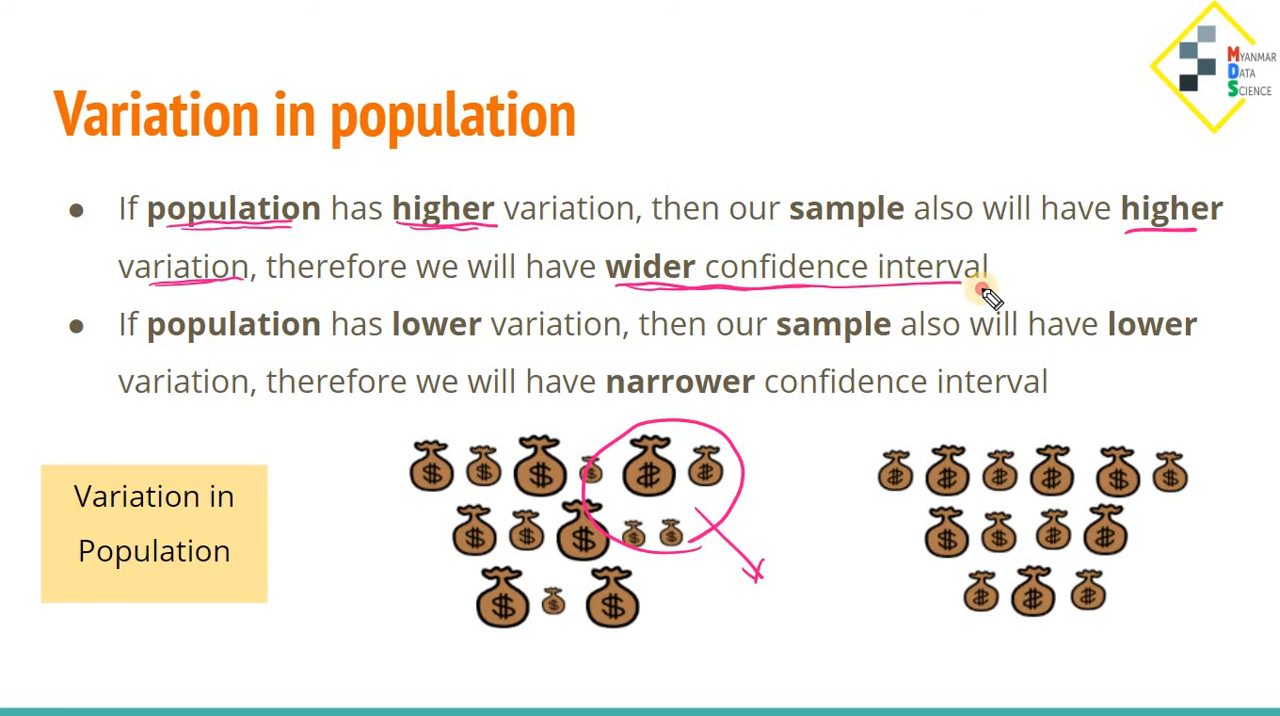 MYANMAR
DATA
SCIENCE
Variation in population
● If population has higher variation, then our sample also will have higher
variation, therefore we will have wider confidence interval
● If population has lower variation, then our sample also will have lower
variation, therefore we will have narrower confidence interval
Variation in
Population
$ $ $ $ $ $ $ $ $ $
$ $ $ $ $ $ $ $ $
$ $ $ $ $ $